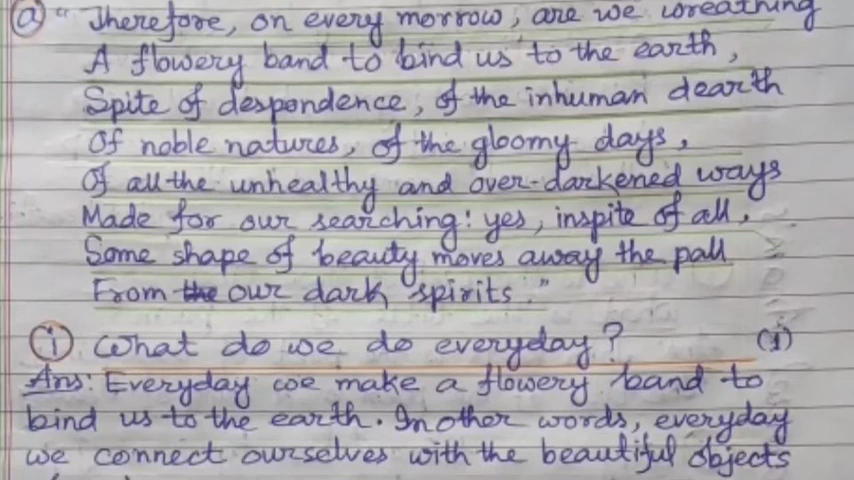 a " Therefore, on every morrow, are we wreathing
A flowery band to bind us to the earth,
Spite of despondence, of the inhuman dearth
Of noble natures, of the gloomy days,
Of all the unhealthy and over-darkened ways
Made for our searching: yes, inspite of all,
Some shape of beauty moves away the pall
From the our dark spirits."
i What do we do everyday? (1)
Ans: Everyday we make a flowery band to
bind us to the earth. In other words, everyday
we connect ourselves with the beautiful objects